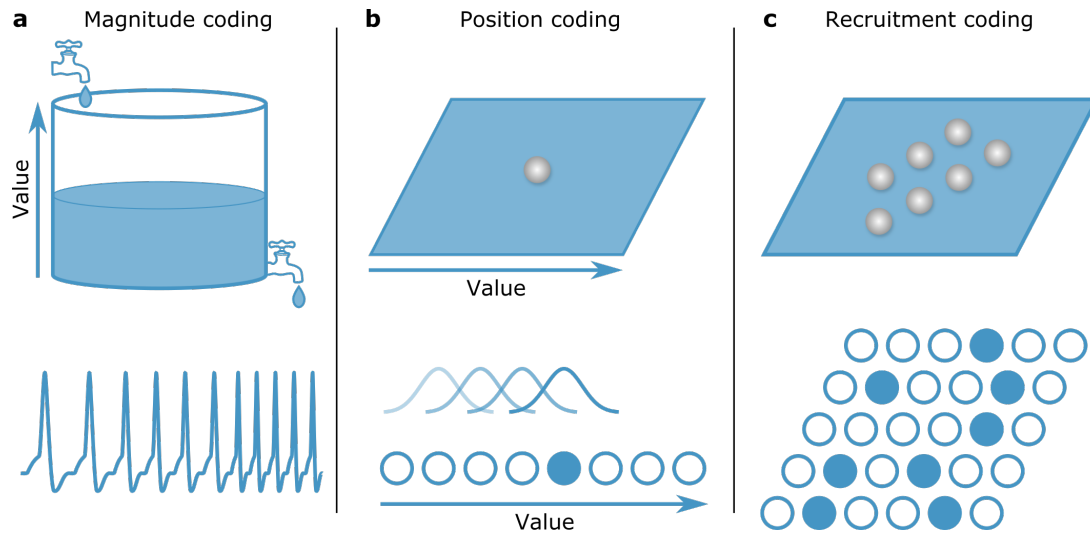 a Magnitude coding
Value
b Position coding
Value
Value
c Recruitment coding